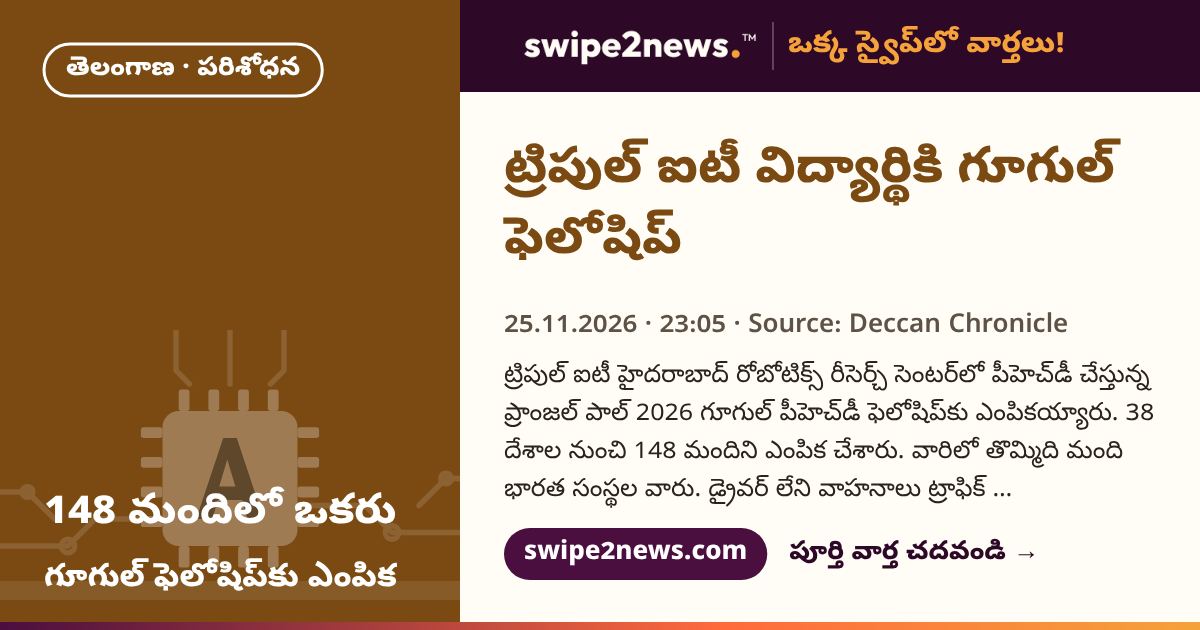 తెలంగాణ · పరిశోధన
A
148 మందిలో ఒకరు
గూగుల్ ఫెలోషిప్‌కు ఎంపిక
swipe2news.™ ఒక్క స్వైప్‌లో వార్తలు!
ట్రిపుల్ ఐటీ విద్యార్థికి గూగుల్
ఫెలోషిప్
25.11.2026 · 23:05 · Source: Deccan Chronicle
ట్రిపుల్ ఐటీ హైదరాబాద్ రోబోటిక్స్ రీసెర్చ్ సెంటర్‌లో పీహెచ్‌డీ చేస్తున్న
ప్రాంజల్ పాల్ 2026 గూగుల్ పీహెచ్‌డీ ఫెలోషిప్‌కు ఎంపికయ్యారు. 38
దేశాల నుంచి 148 మందిని ఎంపిక చేశారు. వారిలో తొమ్మిది మంది
భారత సంస్థల వారు. డ్రైవర్ లేని వాహనాలు ట్రాఫిక్ ...
swipe2news.com పూర్తి వార్త చదవండి →